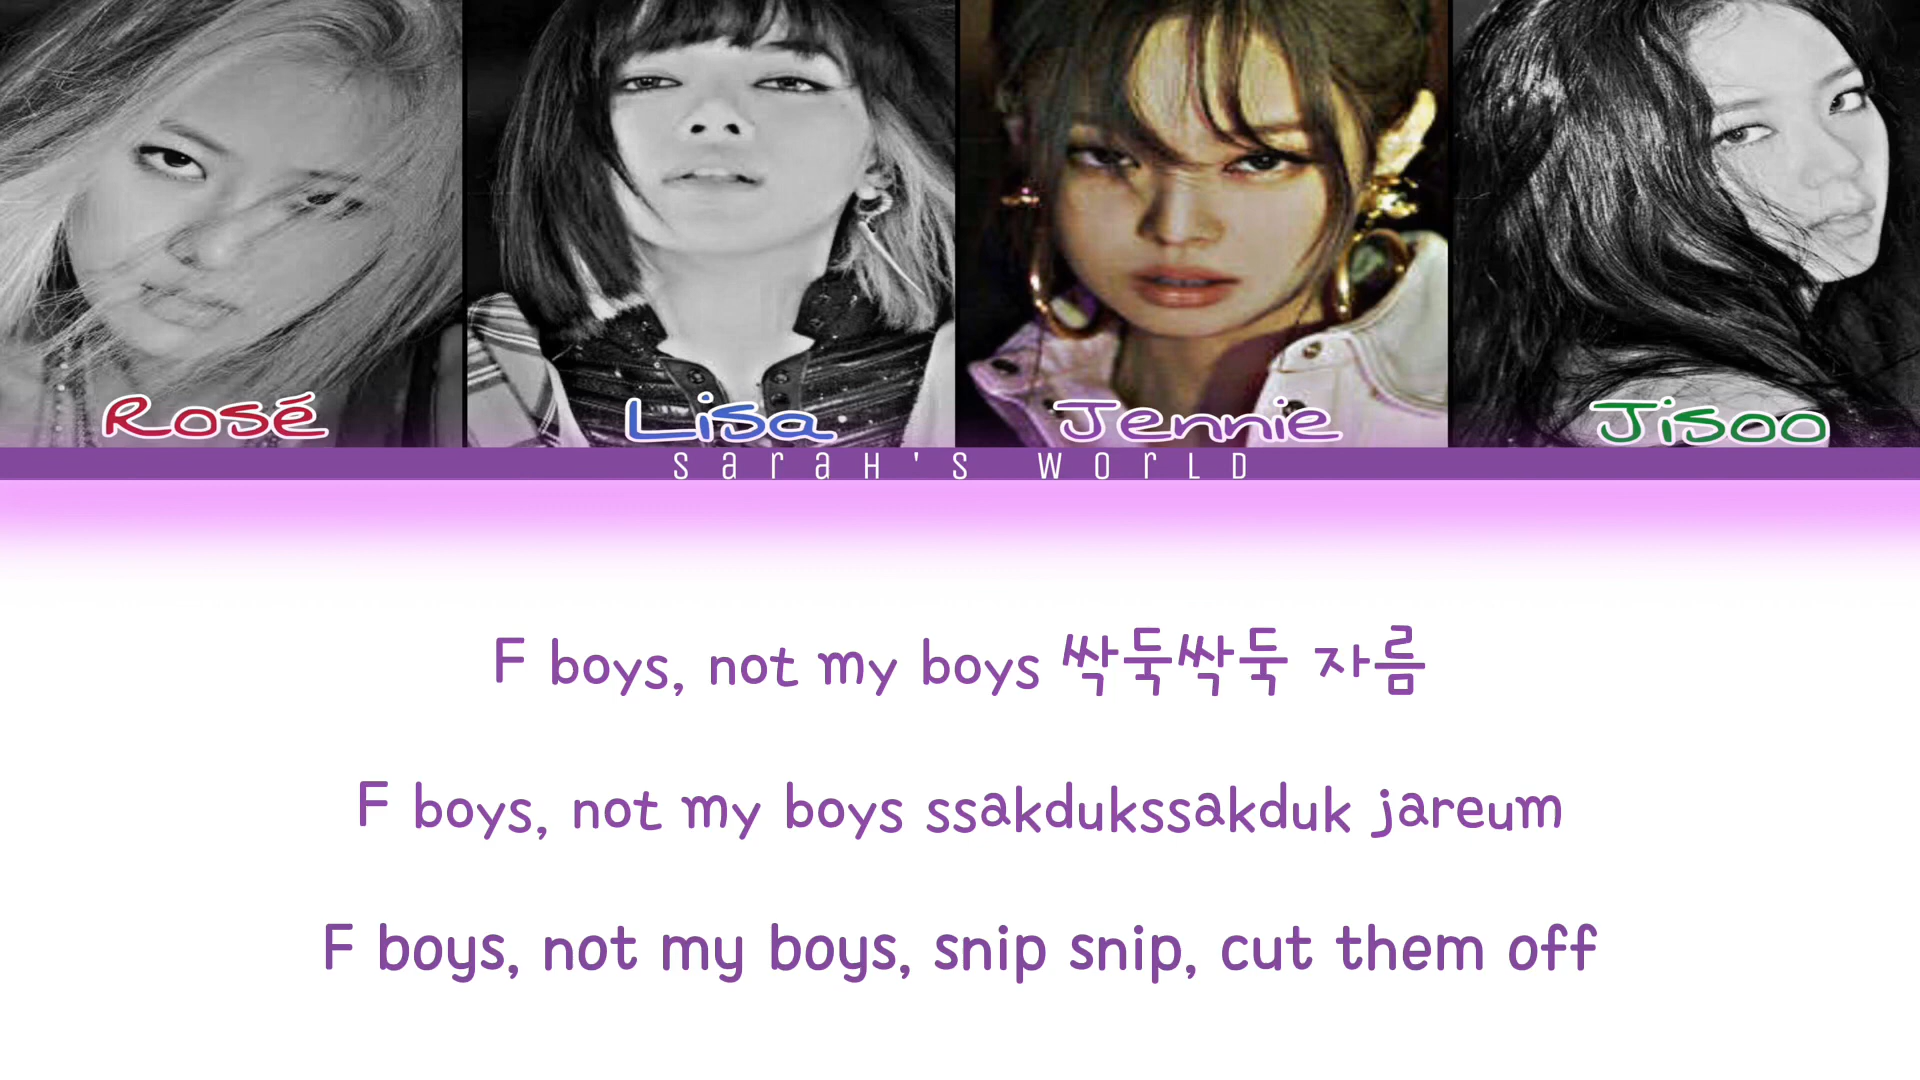 Rosé
Lisa
Jennie
Jisoo
SaraH's WOrLD
F boys, not my boys 싹둑싹둑 자름
F boys, not my boys ssakdukssakduk jareum
F boys, not my boys, snip snip, cut them off